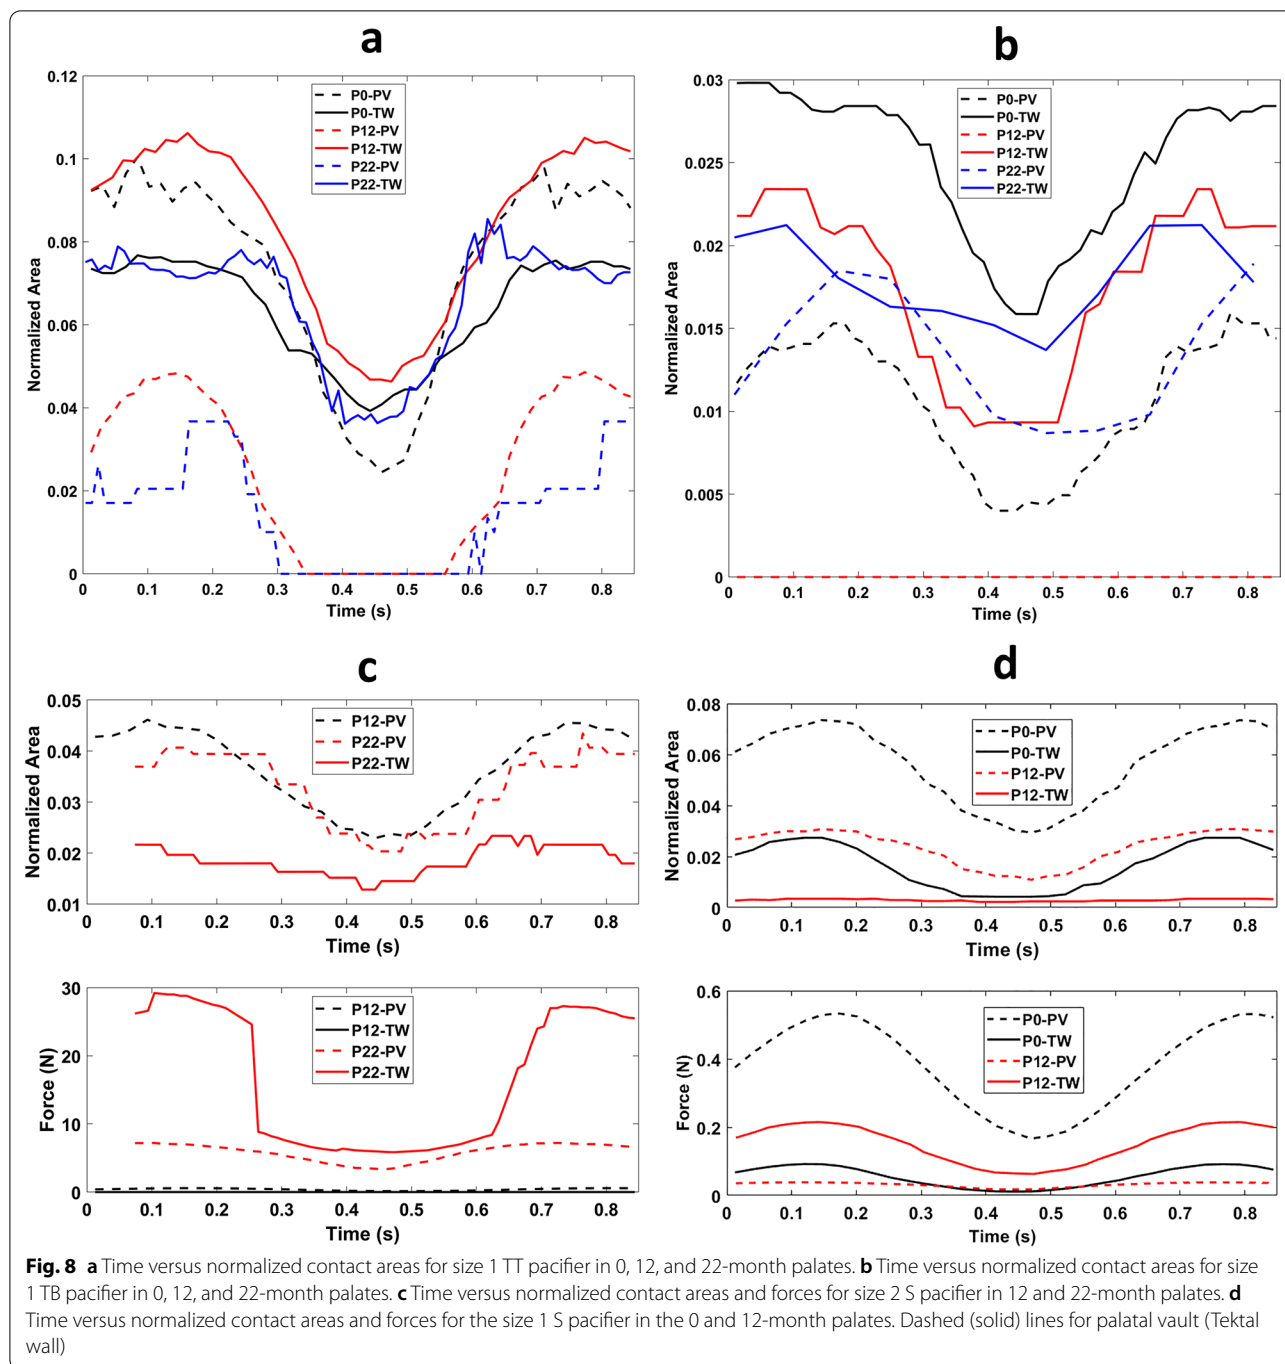 a
0.12
0.1
0.08
0.06
0.04
0.02
0
Normalized Area
P0-PV
P0-TW
P12-PV
P12-TW
P22-PV
P22-TW
0 0.1 0.2 0.3 0.4 0.5 0.6 0.7 0.8
Time (s)
b
0.03
0.025
0.02
0.015
0.01
0.005
0
Normalized Area
P0-PV
P0-TW
P12-PV
P12-TW
P22-PV
P22-TW
0 0.1 0.2 0.3 0.4 0.5 0.6 0.7 0.8
Time (s)
c
0.05
0.04
0.03
0.02
0.01
Normalized Area
P12-PV
P22-PV
P22-TW
0 0.1 0.2 0.3 0.4 0.5 0.6 0.7 0.8
Time (s)
30
20
10
0
Force (N)
P12-PV
P12-TW
P22-PV
P22-TW
0 0.1 0.2 0.3 0.4 0.5 0.6 0.7 0.8
Time (s)
d
0.08
0.06
0.04
0.02
0
Normalized Area
P0-PV
P0-TW
P12-PV
P12-TW
0 0.1 0.2 0.3 0.4 0.5 0.6 0.7 0.8
Time (s)
0.6
0.4
0.2
0
Force (N)
P0-PV
P0-TW
P12-PV
P12-TW
0 0.1 0.2 0.3 0.4 0.5 0.6 0.7 0.8
Time (s)
Fig. 8 a Time versus normalized contact areas for size 1 TT pacifier in 0, 12, and 22-month palates. b Time versus normalized contact areas for size
1 TB pacifier in 0, 12, and 22-month palates. c Time versus normalized contact areas and forces for size 2 S pacifier in 12 and 22-month palates. d
Time versus normalized contact areas and forces for the size 1 S pacifier in the 0 and 12-month palates. Dashed (solid) lines for palatal vault (Tektal
wall)